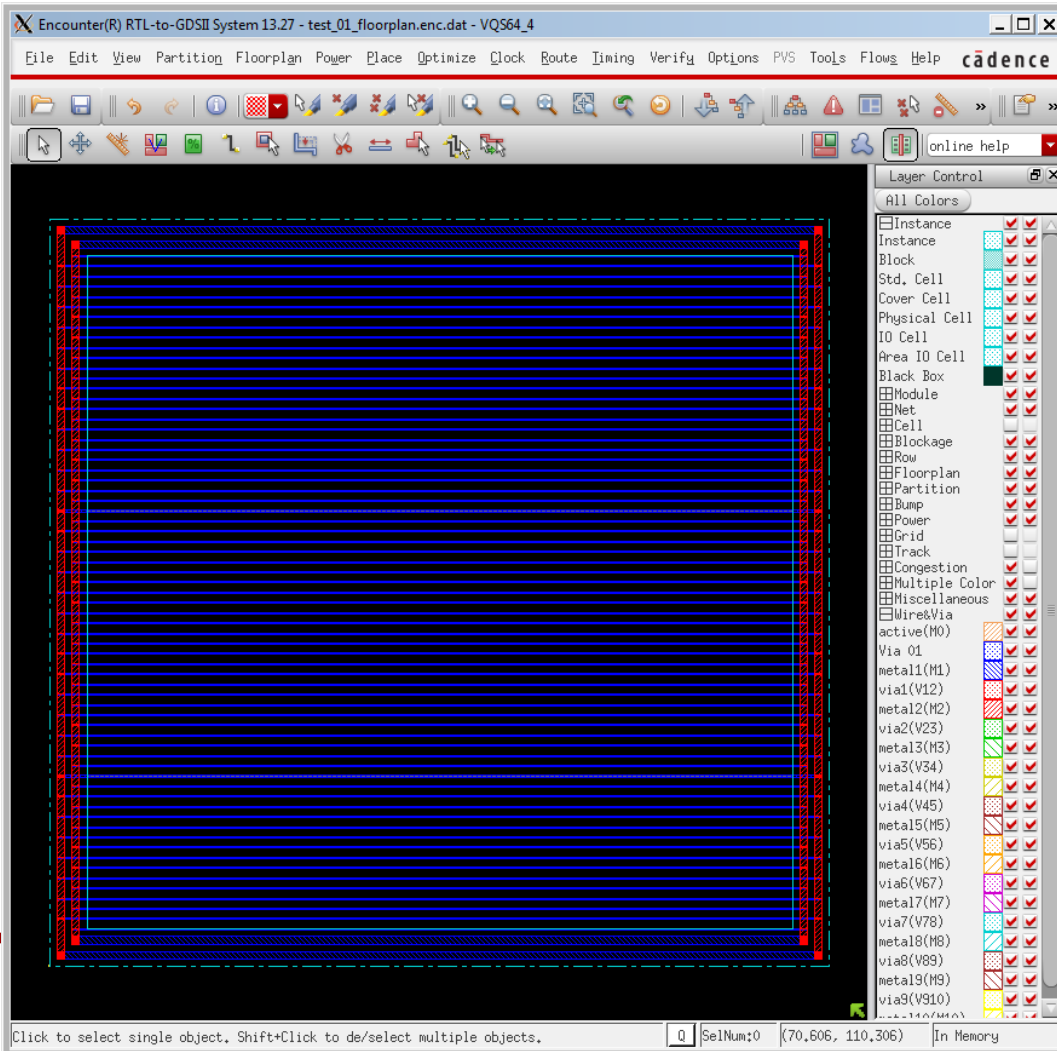 Encounter(R) RTL-to-GDSII System 13.27 - test_01_floorplan.enc.dat - VQS64_4
File Edit View Partition Floorplan Power Place Optimize Clock Route Timing Verify Options PVS Tools Flows Help cādence
online help
Layer Control
All Colors
Instance
Instance
Block
Std. Cell
Cover Cell
Physical Cell
IO Cell
Area IO Cell
Black Box
Module
Net
Cell
Blockage
Row
Floorplan
Partition
Bump
Power
Grid
Track
Congestion
Multiple Color
Miscellaneous
Wire&Via
active(M0)
Via 01
metal1(M1)
via1(V12)
metal2(M2)
via2(V23)
metal3(M3)
via3(V34)
metal4(M4)
via4(V45)
metal5(M5)
via5(V56)
metal6(M6)
via6(V67)
metal7(M7)
via7(V78)
metal8(M8)
via8(V89)
metal9(M9)
via9(V910)
metal10(M10)
Click to select single object. Shift+Click to de/select multiple objects. Q SelNum:0 (70.606, 110.306) In Memory